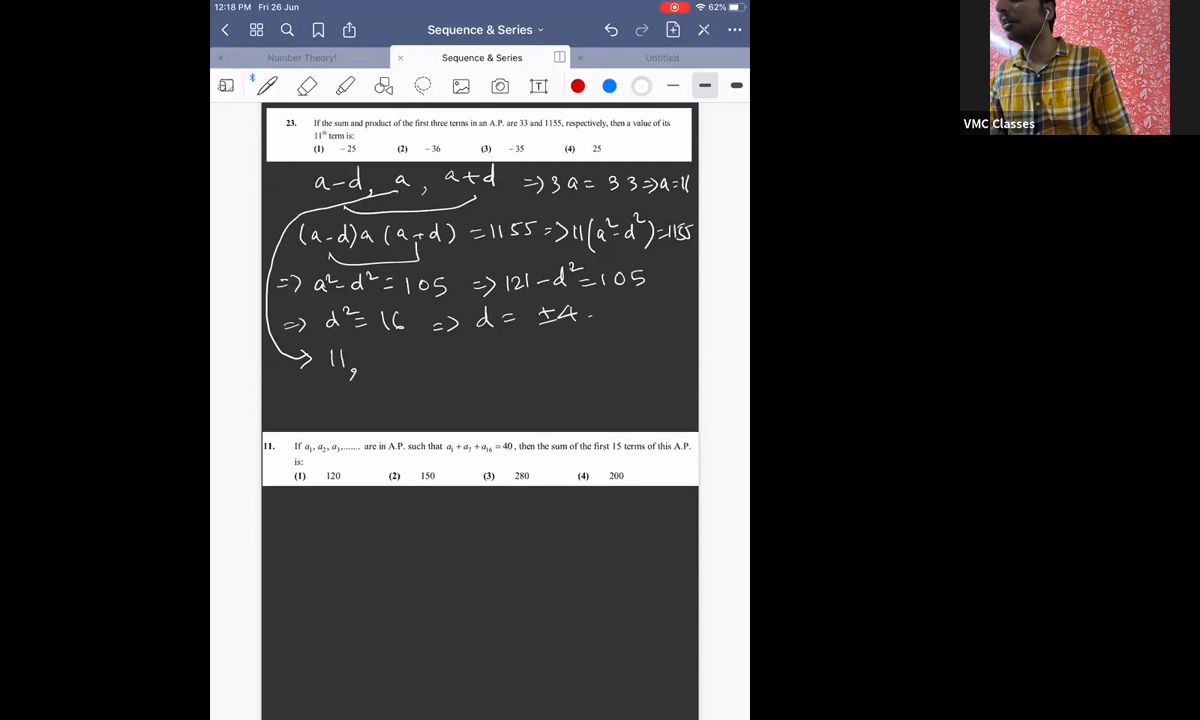 12:18 PM Fri 26 Jun
62%
Sequence & Series
Number Theory!
Sequence & Series
Untitled
VMC Classes
23. If the sum and product of the first three terms in an A.P. are 33 and 1155, respectively, then a value of its
11th term is:
(1) – 25 (2) – 36 (3) – 35 (4) 25
a-d, a, a+d => 3a = 33 => a=11
(a-d)a(a+d) = 1155 => 11(a²-d²)=1155
=> a²-d² = 105 => 121-d²=105
=> d² = 16 => d = ±4.
11,
11. If a₁, a₂, a₃,....... are in A.P. such that a₁ + a₇ + a₁₆ = 40, then the sum of the first 15 terms of this A.P.
is:
(1) 120 (2) 150 (3) 280 (4) 200